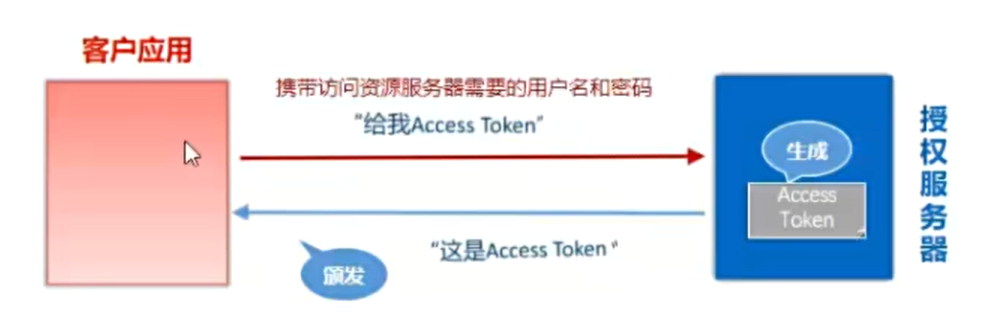 客户应用
携带访问资源服务器需要的用户名和密码
“给我Access Token”
生成
Access
Token
授权服务器
“这是Access Token “
颁发